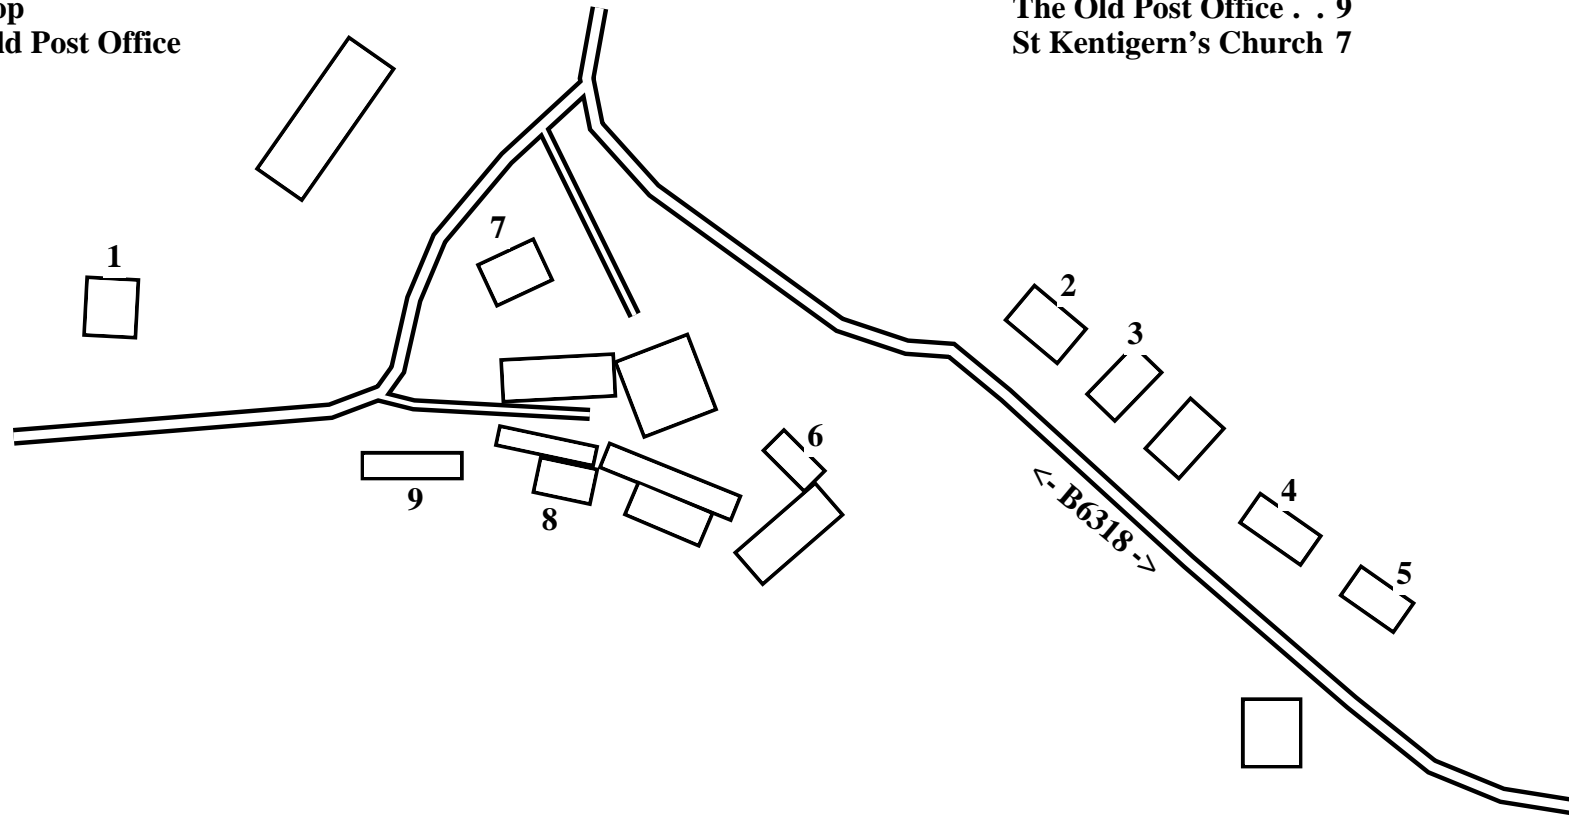 The Old Post Office . . 9
ld Post Office
St Kentigern's Church 7
7
1
2
3
6
<- B6318 ->
4
9
8
5